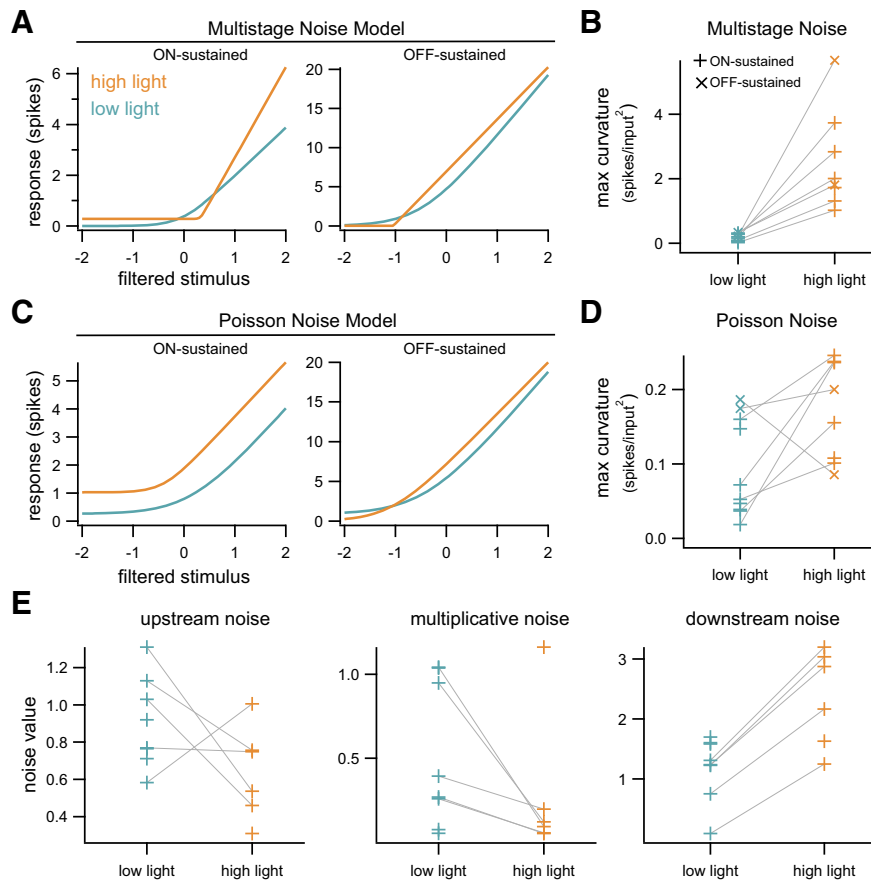 A
Multistage Noise Model
ON-sustained
OFF-sustained
high light
low light
response (spikes)
6
4
2
0
20
15
10
5
0
-2 -1 0 1 2
-2 -1 0 1 2
filtered stimulus
B
Multistage Noise
ON-sustained
OFF-sustained
max curvature
(spikes/input²)
4
2
0
low light high light
C
Poisson Noise Model
ON-sustained
OFF-sustained
response (spikes)
5
4
3
2
1
0
20
15
10
5
0
-2 -1 0 1 2
-2 -1 0 1 2
filtered stimulus
D
Poisson Noise
max curvature
(spikes/input²)
0.2
0.1
0.0
low light high light
E
upstream noise
noise value
1.2
1.0
0.8
0.6
0.4
low light high light
multiplicative noise
1.0
0.5
low light high light
downstream noise
3
2
1
low light high light